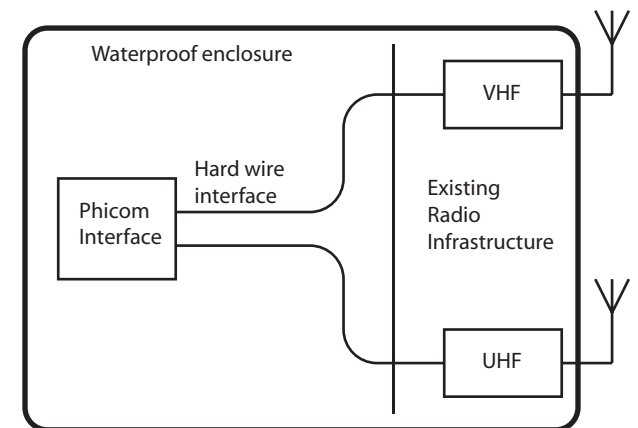 Waterproof enclosure
VHF
Hard wire
interface
Existing
Radio
Infrastructure
Phicom
Interface
UHF